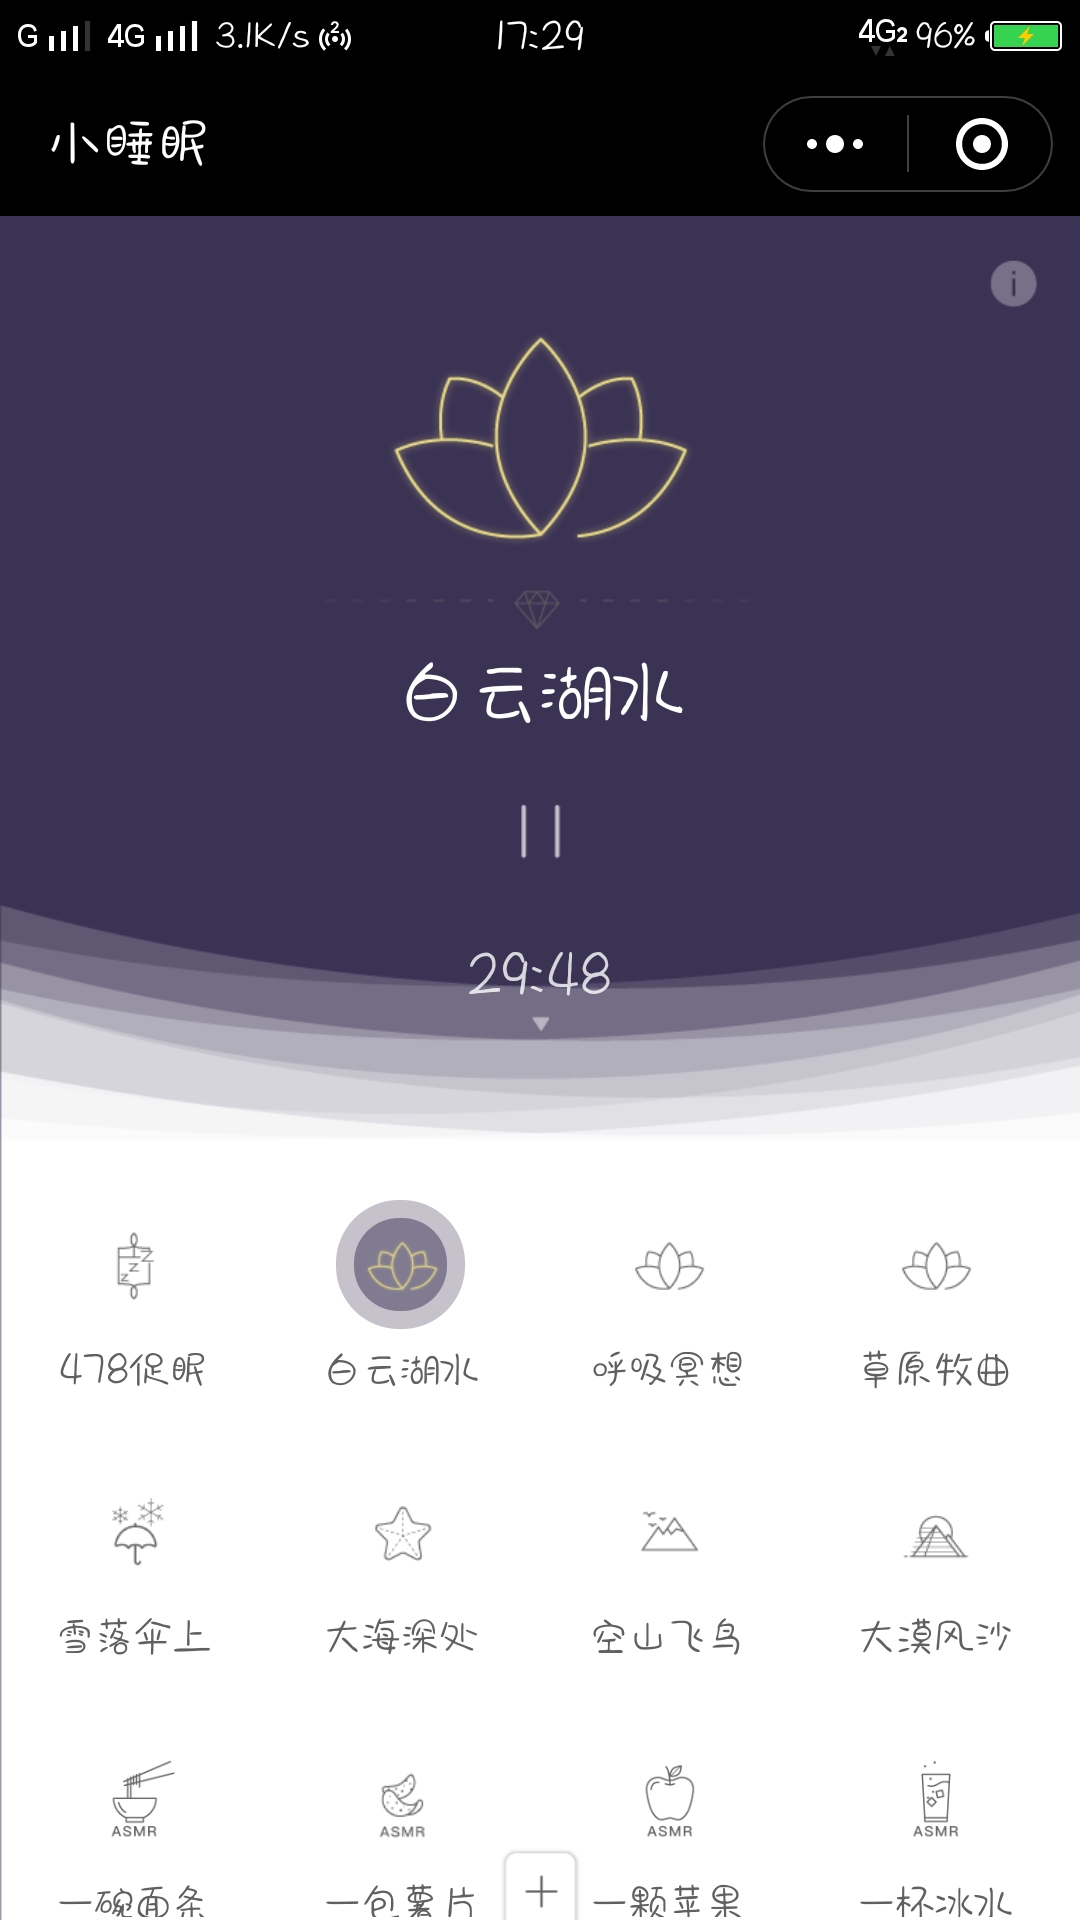 G 4G 3.1K/s 2 17:29 4G2 96%
小睡眠
i
白云湖水
29:48
z z z
478促眠 白云湖水 呼吸冥想 草原牧曲
雪落伞上 大海深处 空山飞鸟 大漠风沙
ASMR ASMR ASMR ASMR
一碗面条 一包薯片 一颗苹果 一杯冰水